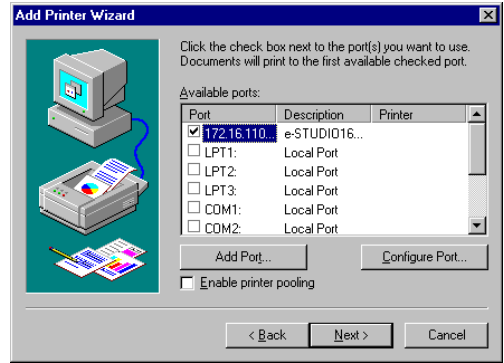 Add Printer Wizard
Click the check box next to the port(s) you want to use.
Documents will print to the first available checked port.
Available ports:
Port Description Printer
172.16.110... e-STUDIO16...
LPT1: Local Port
LPT2: Local Port
LPT3: Local Port
COM1: Local Port
COM2: Local Port
Add Port... Configure Port...
Enable printer pooling
< Back Next > Cancel